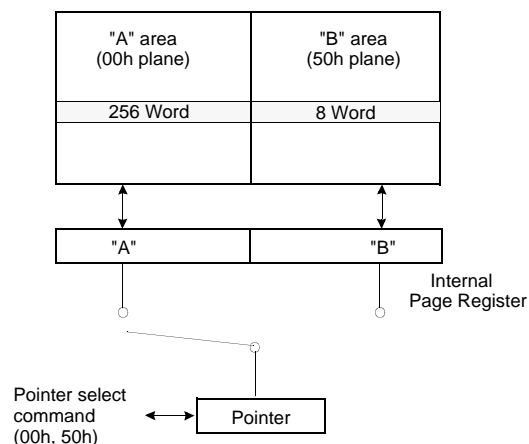 "A" area
(00h plane)
"B" area
(50h plane)
256 Word
8 Word
"A"
"B"
Internal
Page Register
Pointer select
command
(00h, 50h)
Pointer